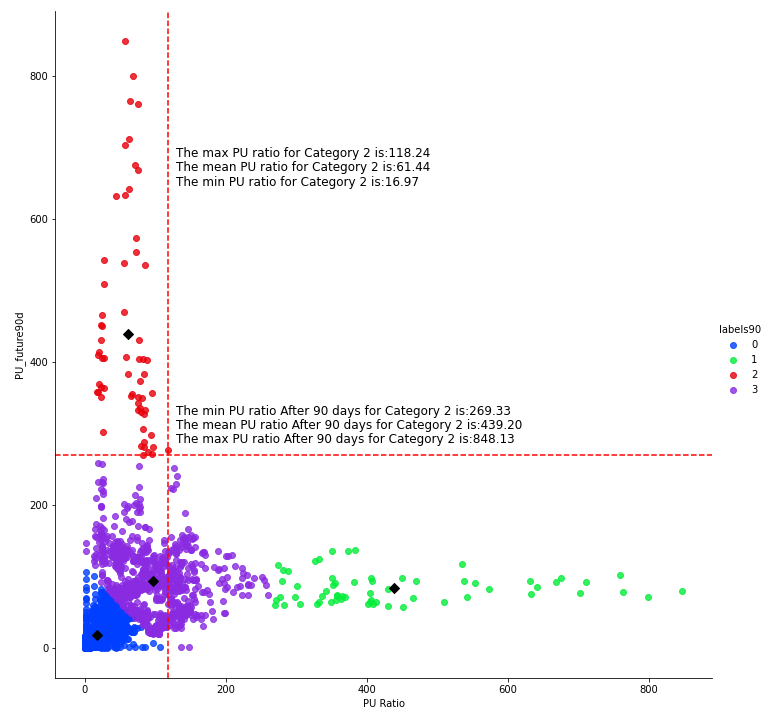 800
600
400
200
0
PU_future90d
The max PU ratio for Category 2 is:118.24
The mean PU ratio for Category 2 is:61.44
The min PU ratio for Category 2 is:16.97
The min PU ratio After 90 days for Category 2 is:269.33
The mean PU ratio After 90 days for Category 2 is:439.20
The max PU ratio After 90 days for Category 2 is:848.13
0
200
400
600
800
PU Ratio
labels90
0
1
2
3